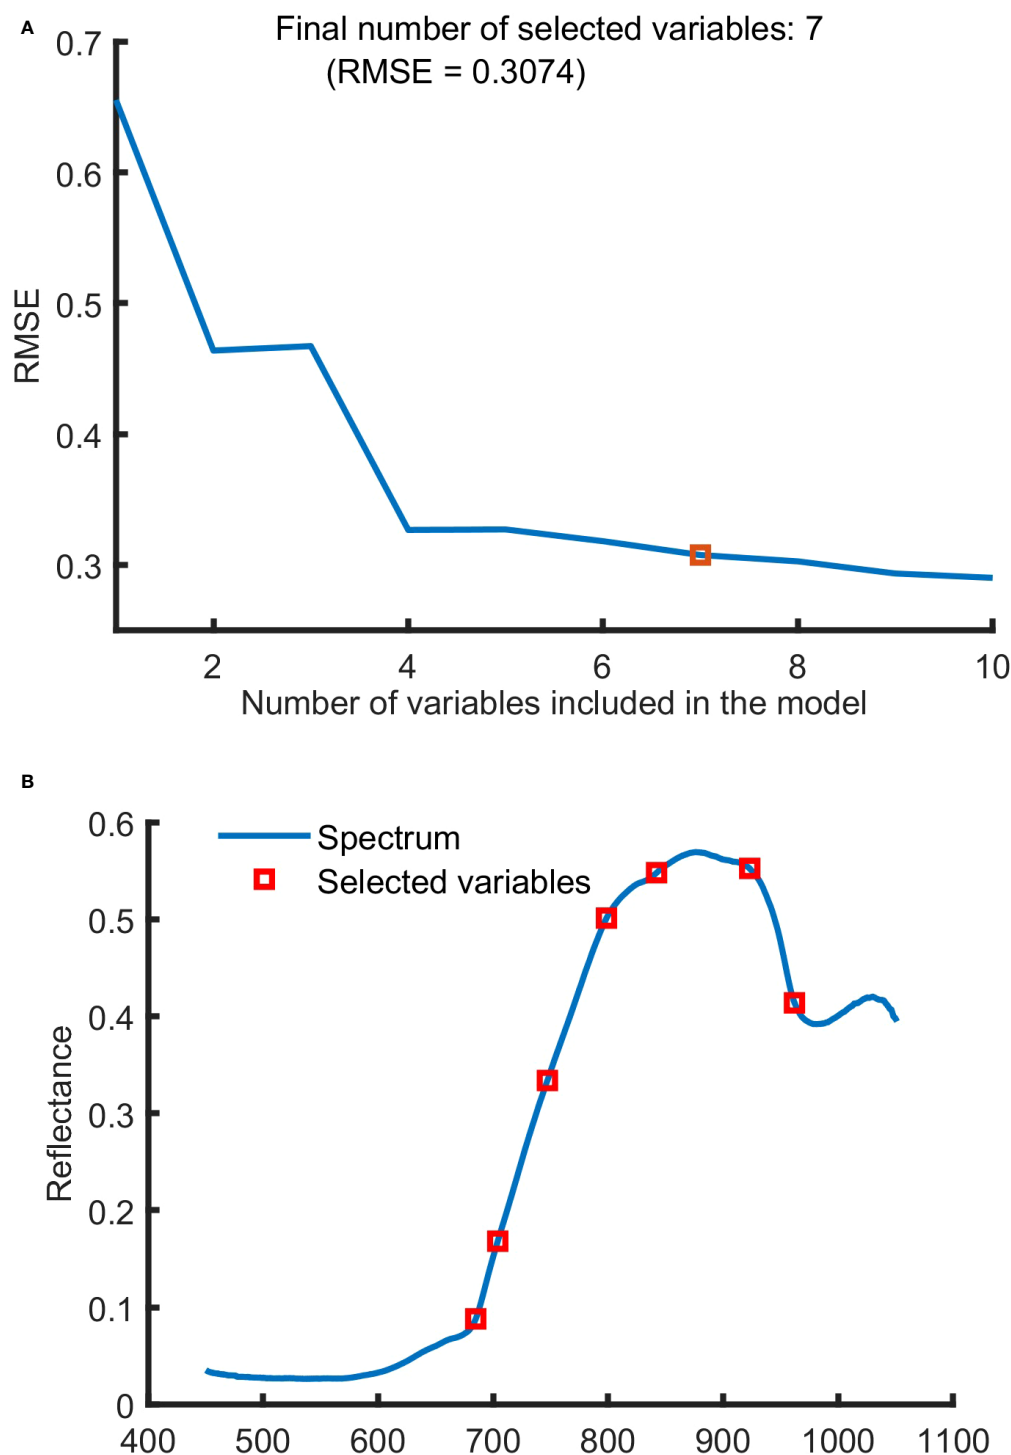 A
Final number of selected variables: 7
(RMSE = 0.3074)
0.7
0.6
0.5
0.4
0.3
RMSE
2 4 6 8 10
Number of variables included in the model
B
0.6
0.5
0.4
0.3
0.2
0.1
0
Reflectance
Spectrum
Selected variables
400 500 600 700 800 900 1000 1100